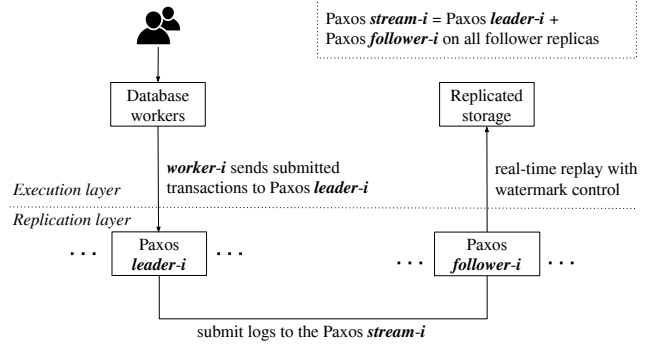 Paxos stream-i = Paxos leader-i +
Paxos follower-i on all follower replicas
Database
workers
Replicated
storage
worker-i sends submitted
transactions to Paxos leader-i
real-time replay with
watermark control
Execution layer
Replication layer
Paxos
leader-i
Paxos
follower-i
submit logs to the Paxos stream-i